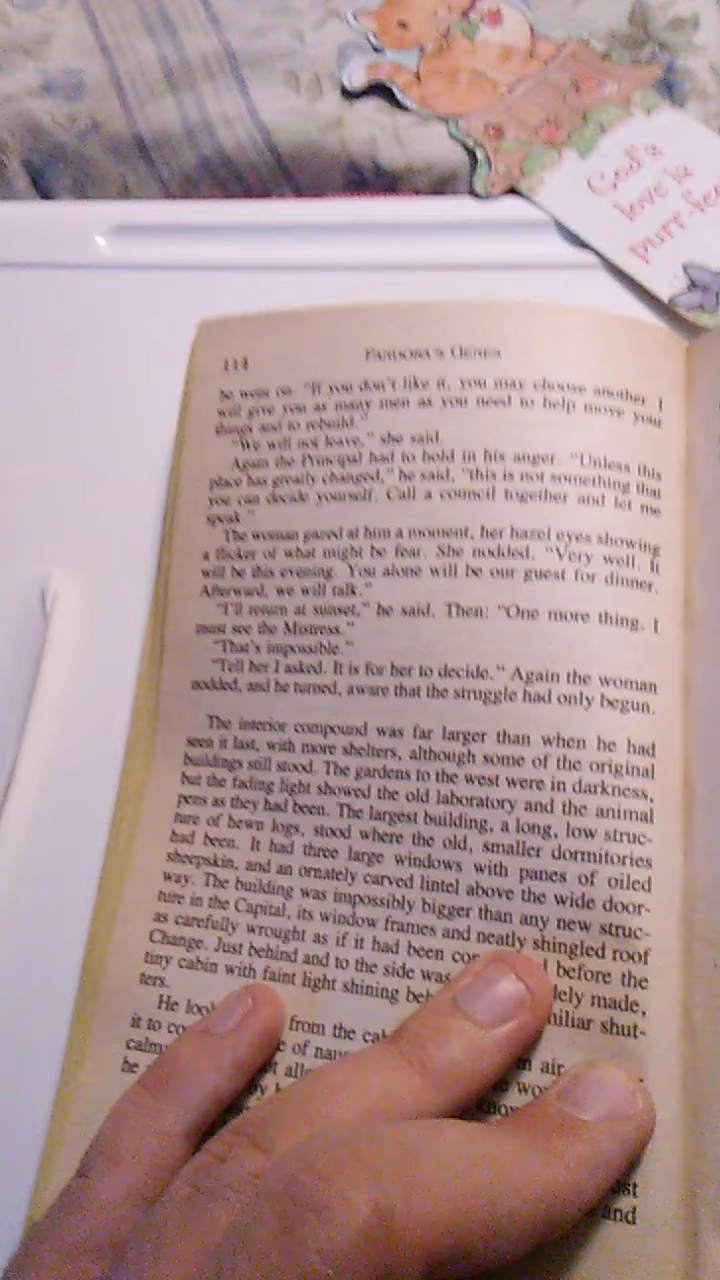 God's
love is
purr-fec
114 PANDORA'S GENES
he went on. "If you don't like it, you may choose another. I
will give you as many men as you need to help move your
things and to rebuild."
"We will not leave," she said.
Again the Principal had to hold in his anger. "Unless this
place has greatly changed," he said, "this is not something that
you can decide yourself. Call a council together and let me
speak."
The woman gazed at him a moment, her hazel eyes showing
a flicker of what might be fear. She nodded. "Very well. It
will be this evening. You alone will be our guest for dinner.
Afterward, we will talk."
"I'll return at sunset," he said. Then: "One more thing. I
must see the Mistress."
"That's impossible."
"Tell her I asked. It is for her to decide." Again the woman
nodded, and he turned, aware that the struggle had only begun.
The interior compound was far larger than when he had
seen it last, with more shelters, although some of the original
buildings still stood. The gardens to the west were in darkness,
but the fading light showed the old laboratory and the animal
pens as they had been. The largest building, a long, low struc-
ture of hewn logs, stood where the old, smaller dormitories
had been. It had three large windows with panes of oiled
sheepskin, and an ornately carved lintel above the wide door-
way. The building was impossibly bigger than any new struc-
ture in the Capital, its window frames and neatly shingled roof
as carefully wrought as if it had been before the
Change. Just behind and to the side was made,
tiny cabin with faint light shining shut-
ters.
He from the
it to of
air
he
and